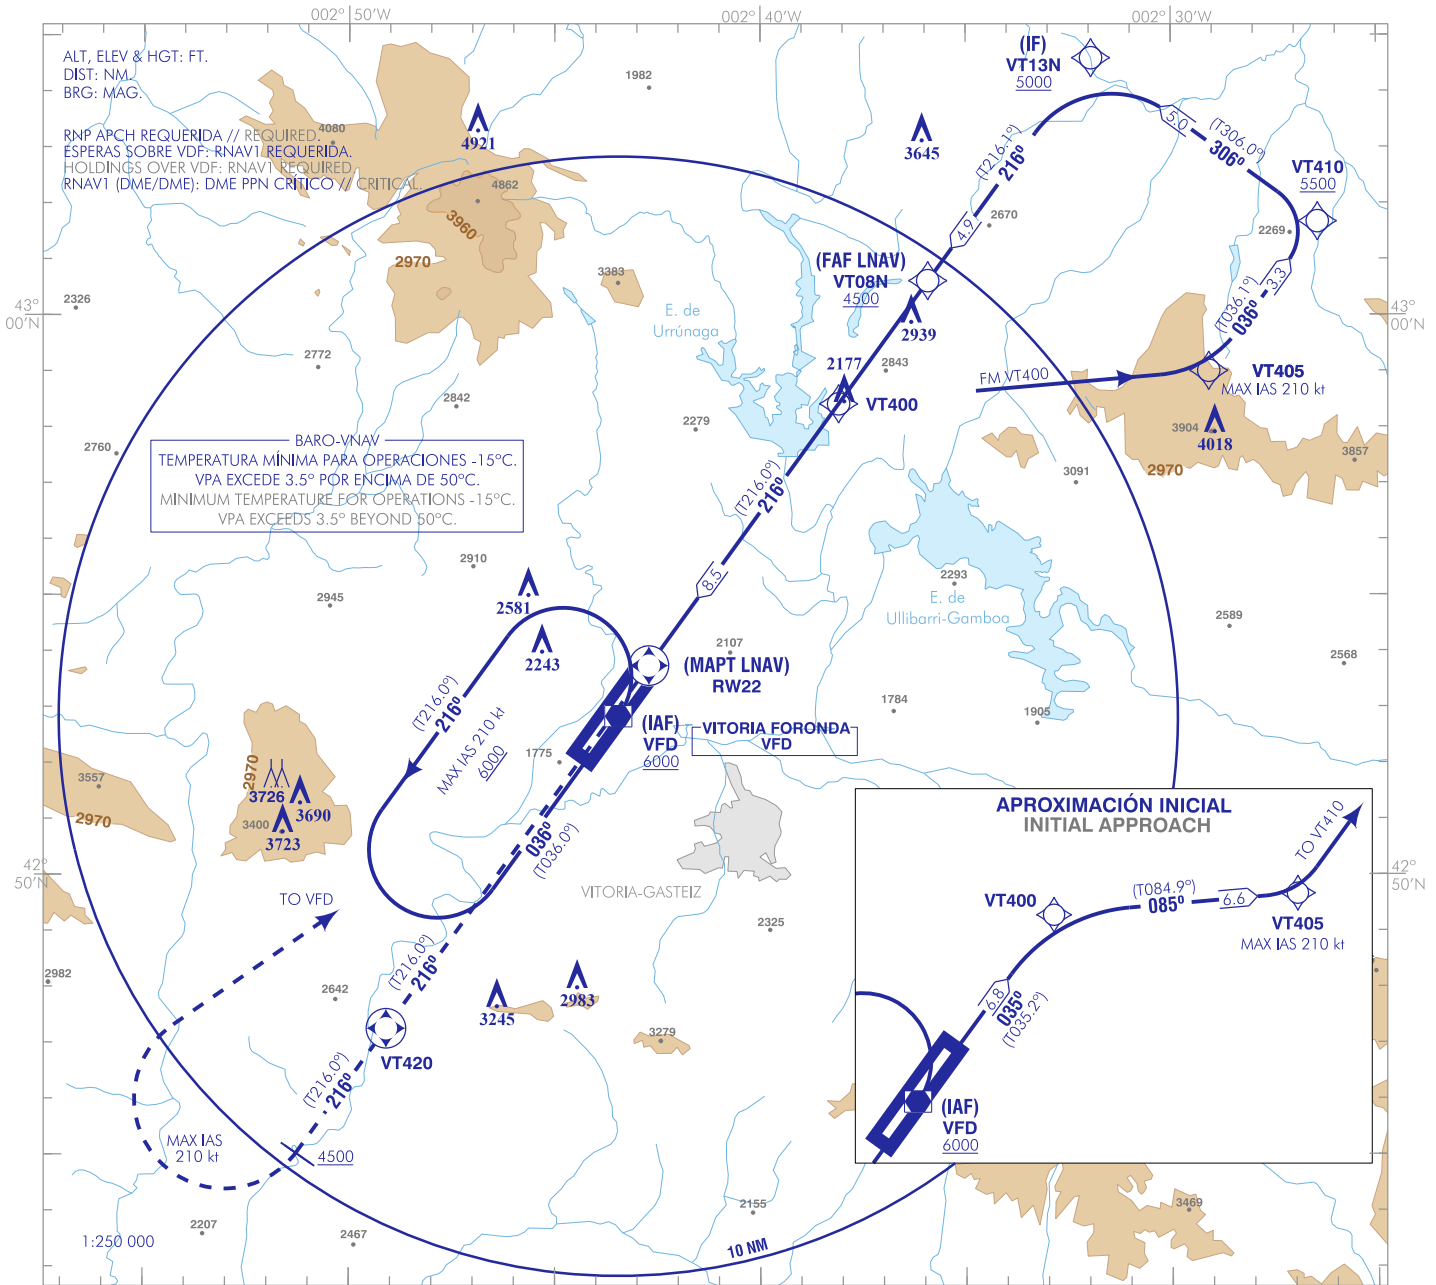 002° 50'W
002° 40'W
002° 30'W
ALT, ELEV & HGT: FT.
DIST: NM.
BRG: MAG.
RNP APCH REQUERIDA // REQUIRED.
ESPERAS SOBRE VDF: RNAV1 REQUERIDA.
HOLDINGS OVER VDF: RNAV1 REQUIRED.
RNAV1 (DME/DME): DME PPN CRÍTICO // CRITICAL.
4080
4921
4862
3960
2970
1982
3645
(IF)
VT13N
5000
(T216.1°)
216°
4.9
5.0
(T306.0°)
306°
VT410
5500
2670
2269
3.3
(T036.1°)
036°
(FAF LNAV)
VT08N
4500
3383
2326
43°
00'N
43°
00'N
E. de
Urrúnaga
2939
2772
2843
2177
VT400
FM VT400
VT405
MAX IAS 210 kt
2842
2279
3904
4018
2970
3857
2760
3091
BARO-VNAV
TEMPERATURA MÍNIMA PARA OPERACIONES -15°C.
VPA EXCEDE 3.5° POR ENCIMA DE 50°C.
MINIMUM TEMPERATURE FOR OPERATIONS -15°C.
VPA EXCEEDS 3.5° BEYOND 50°C.
(T216.0°)
216°
8.5
2910
2945
2581
2243
2293
E. de
Ullibarri-Gamboa
2589
2568
2107
(MAPT LNAV)
RW22
(T216.0°)
216°
MAX IAS 210 kt
6000
1784
1905
(IAF)
VFD
6000
VITORIA FORONDA
VFD
1775
3557
2970
2970
3726
3690
3400
3723
036°
(T036.0°)
42°
50'N
42°
50'N
VITORIA-GASTEIZ
TO VFD
2325
(T216.0°)
216°
2982
2642
2983
3245
3279
VT420
(T216.0°)
216°
MAX IAS
210 kt
4500
2207
2467
2155
3469
1:250 000
10 NM
APROXIMACIÓN INICIAL
INITIAL APPROACH
TO VT410
VT400
(T084.9°)
085°
6.6
VT405
MAX IAS 210 kt
6.8
035°
(T035.2°)
(IAF)
VFD
6000